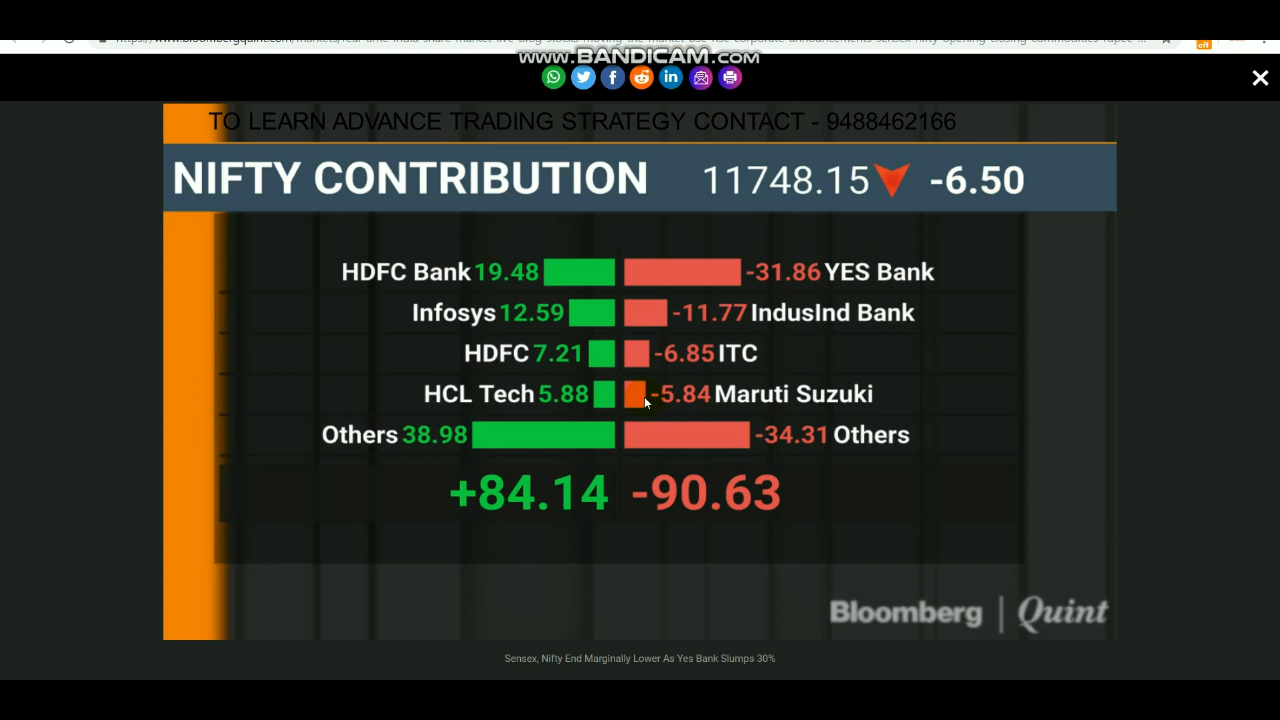 www.BANDICAM.com
TO LEARN ADVANCE TRADING STRATEGY CONTACT - 9488462166
NIFTY CONTRIBUTION 11748.15 -6.50
HDFC Bank 19.48 -31.86 YES Bank
Infosys 12.59 -11.77 IndusInd Bank
HDFC 7.21 -6.85 ITC
HCL Tech 5.88 -5.84 Maruti Suzuki
Others 38.98 -34.31 Others
+84.14 -90.63
Bloomberg | Quint
Sensex, Nifty End Marginally Lower As Yes Bank Slumps 30%